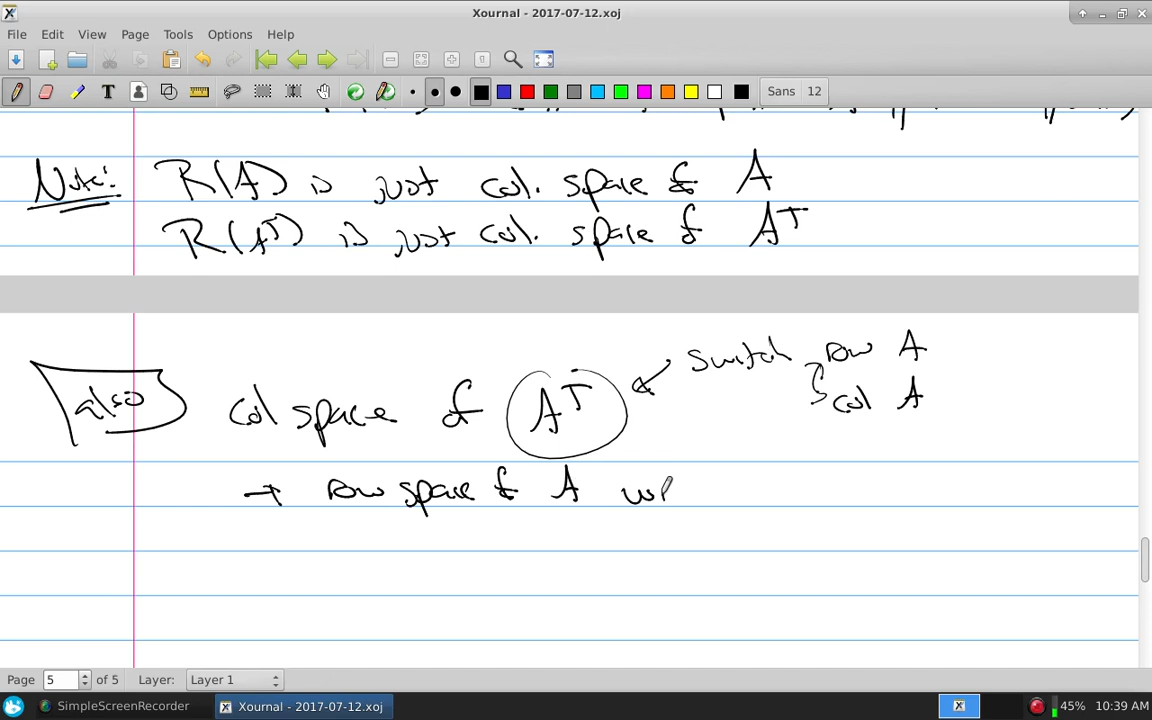 Xournal - 2017-07-12.xoj
File Edit View Page Tools Options Help
Sans 12
Note: R(A) is just col. space of A
R(Aᵀ) is just col. space of Aᵀ
switch row A
col A
also col space of Aᵀ
→ row space of A
Page 5 of 5 Layer: Layer 1
SimpleScreenRecorder Xournal - 2017-07-12.xoj 45% 10:39 AM